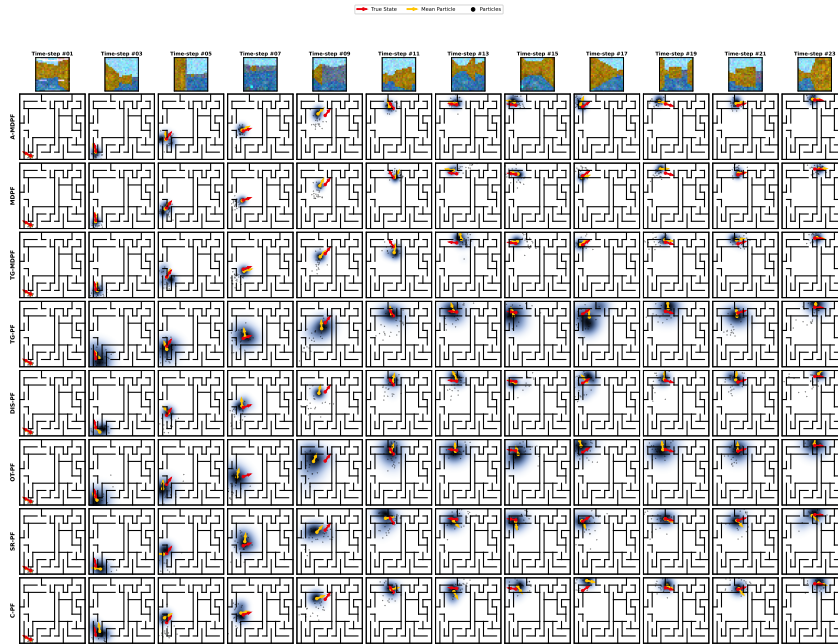 True State Mean Particle Particles
Time-step #01 Time-step #03 Time-step #05 Time-step #07 Time-step #09 Time-step #11 Time-step #13 Time-step #15 Time-step #17 Time-step #19 Time-step #21 Time-step #23
A-MDPF
MDPF
TG-MDPF
TG-PF
DIS-PF
OT-PF
SR-PF
C-PF